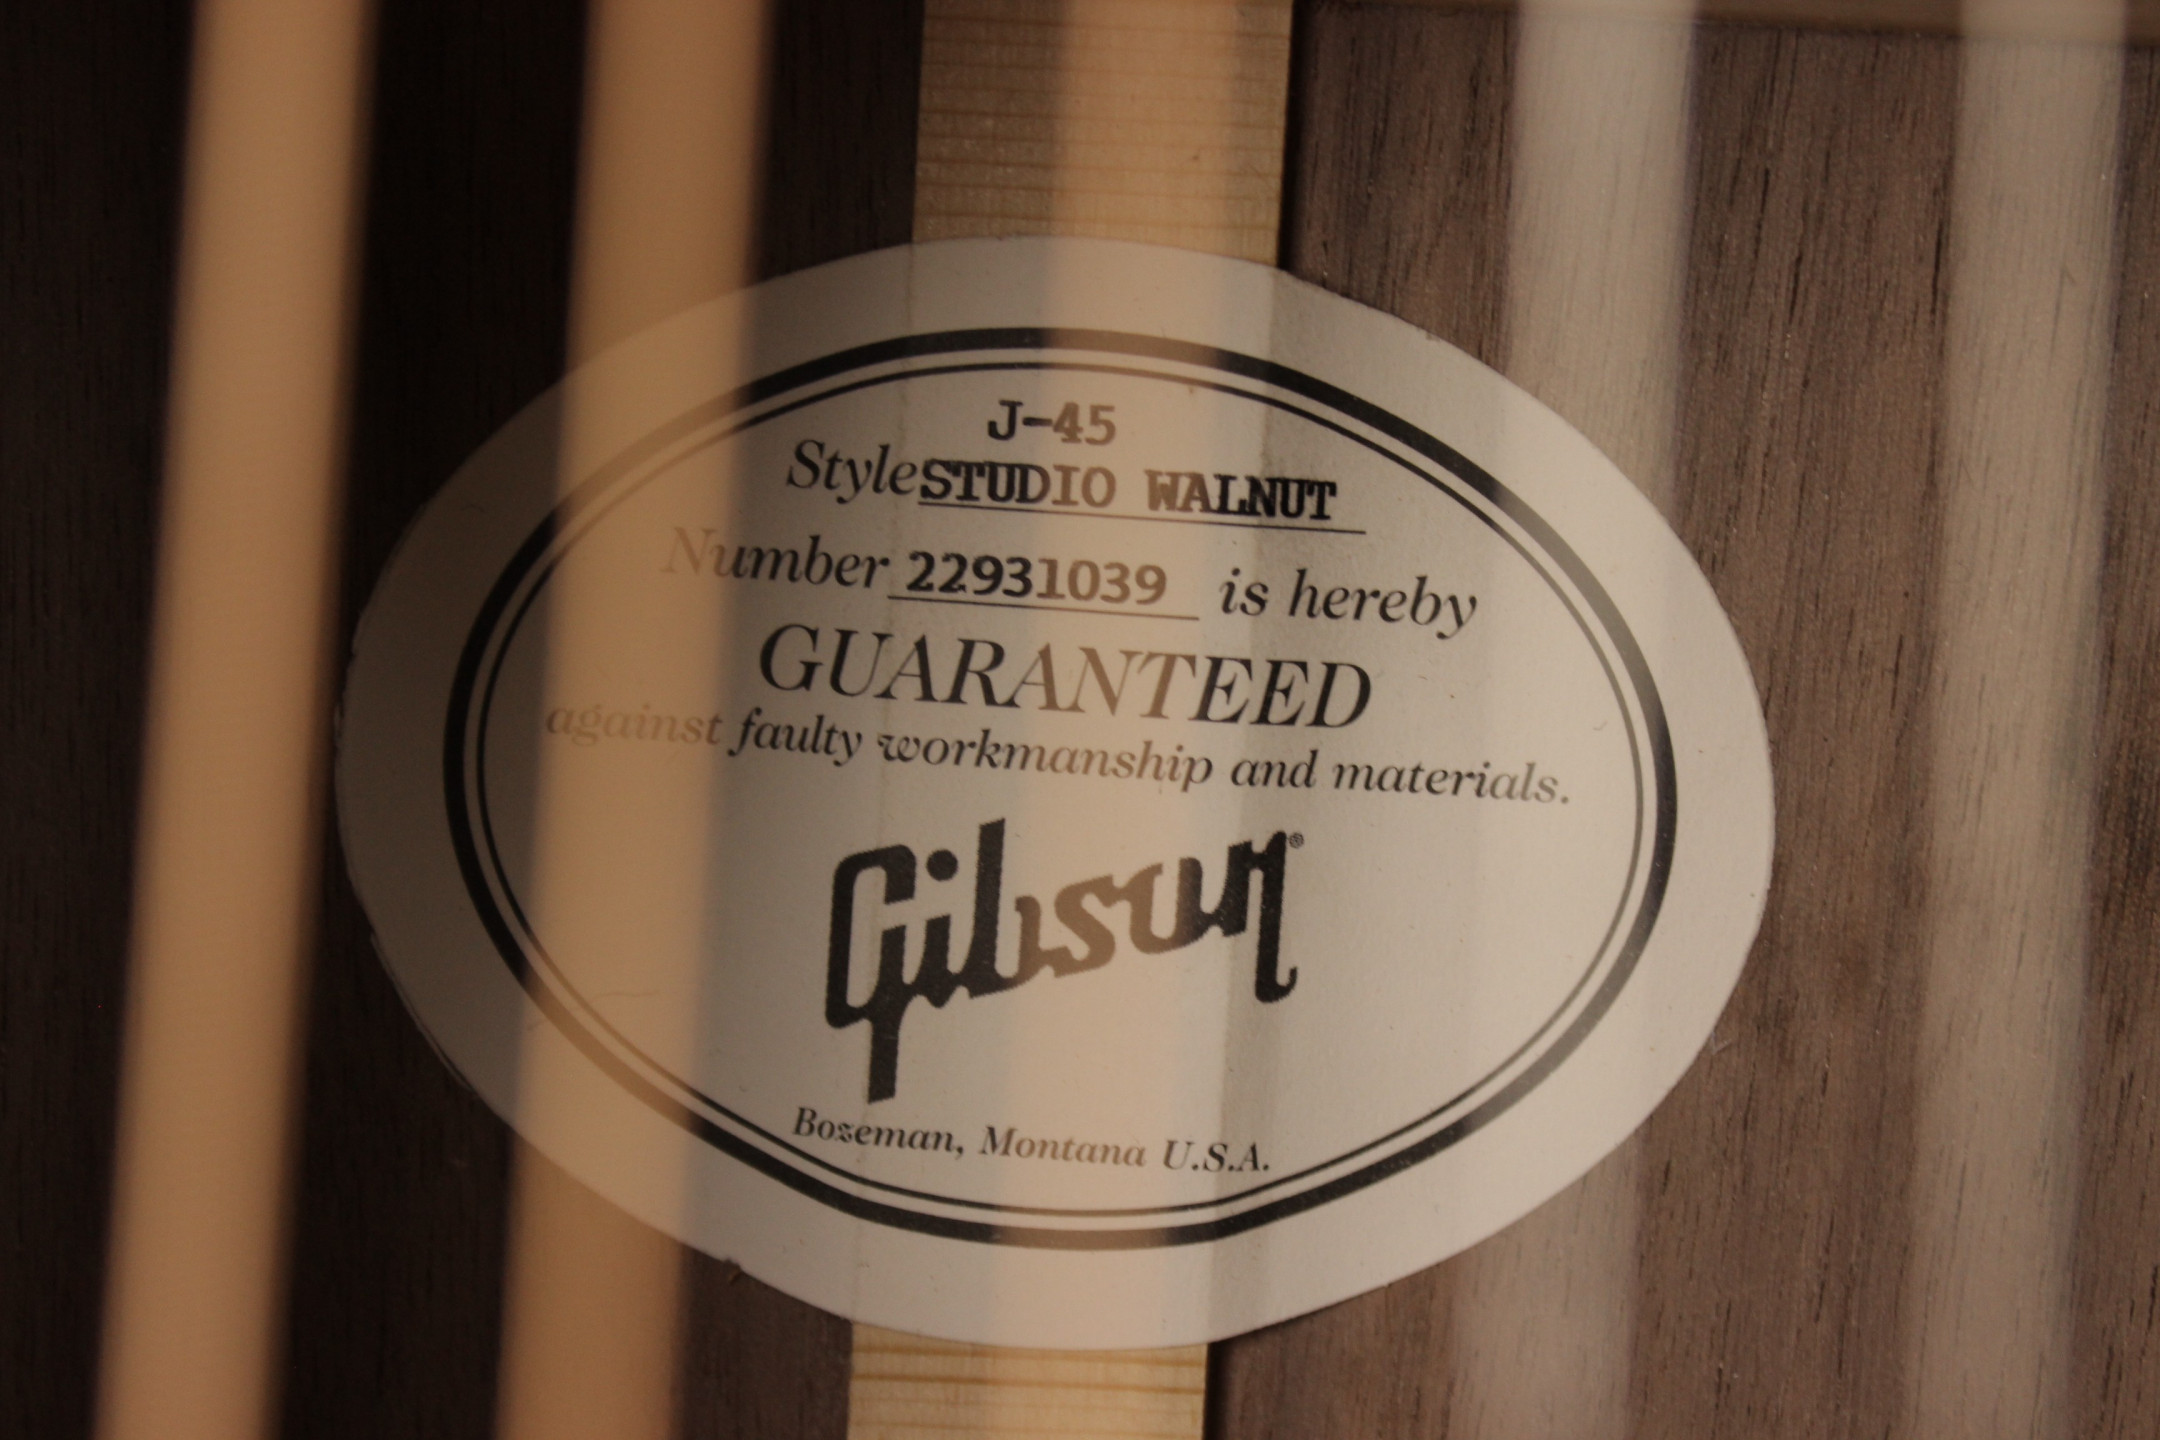 J-45
Style STUDIO WALNUT
Number 22931039 is hereby
GUARANTEED
against faulty workmanship and materials.
Gibson®
Bozeman, Montana U.S.A.